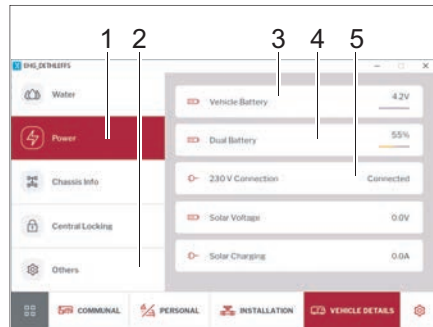 1 2 3 4 5
EHG_DETHLEFFS
Water
Vehicle Battery 4.2V
Power
Dual Battery 55%
Chassis Info
230 V Connection Connected
Central Locking
Solar Voltage 0.0V
Others
Solar Charging 0.0A
COMMUNAL PERSONAL INSTALLATION VEHICLE DETAILS